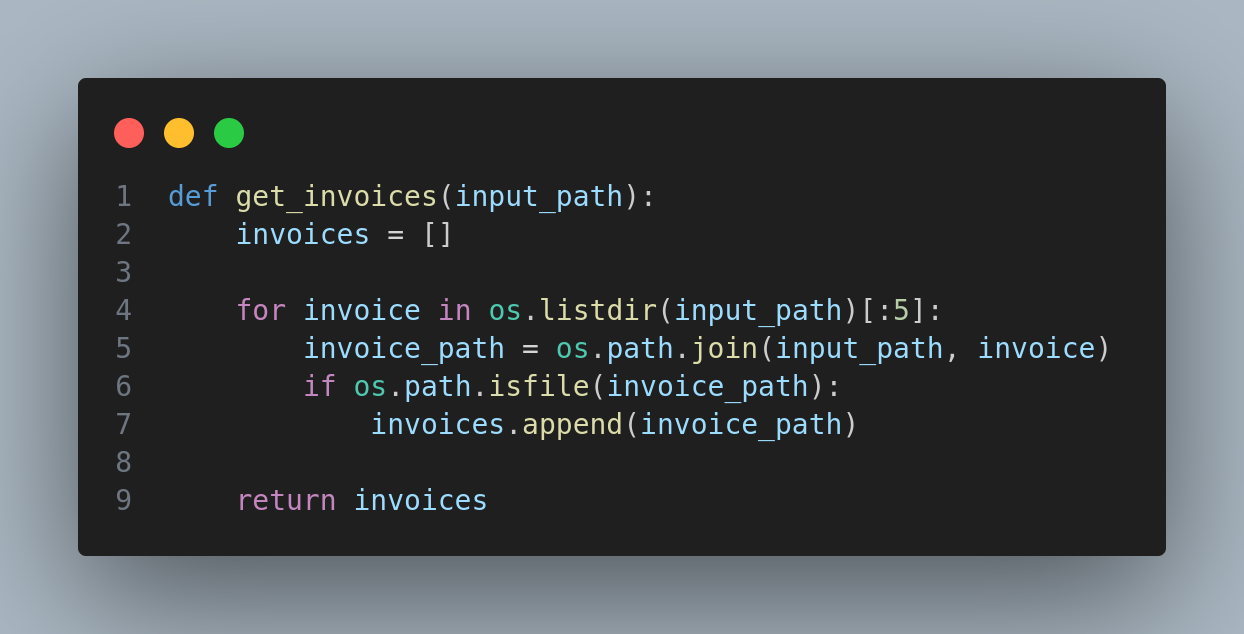 1 def get_invoices(input_path):
2     invoices = []
3
4     for invoice in os.listdir(input_path)[:5]:
5         invoice_path = os.path.join(input_path, invoice)
6         if os.path.isfile(invoice_path):
7             invoices.append(invoice_path)
8
9     return invoices